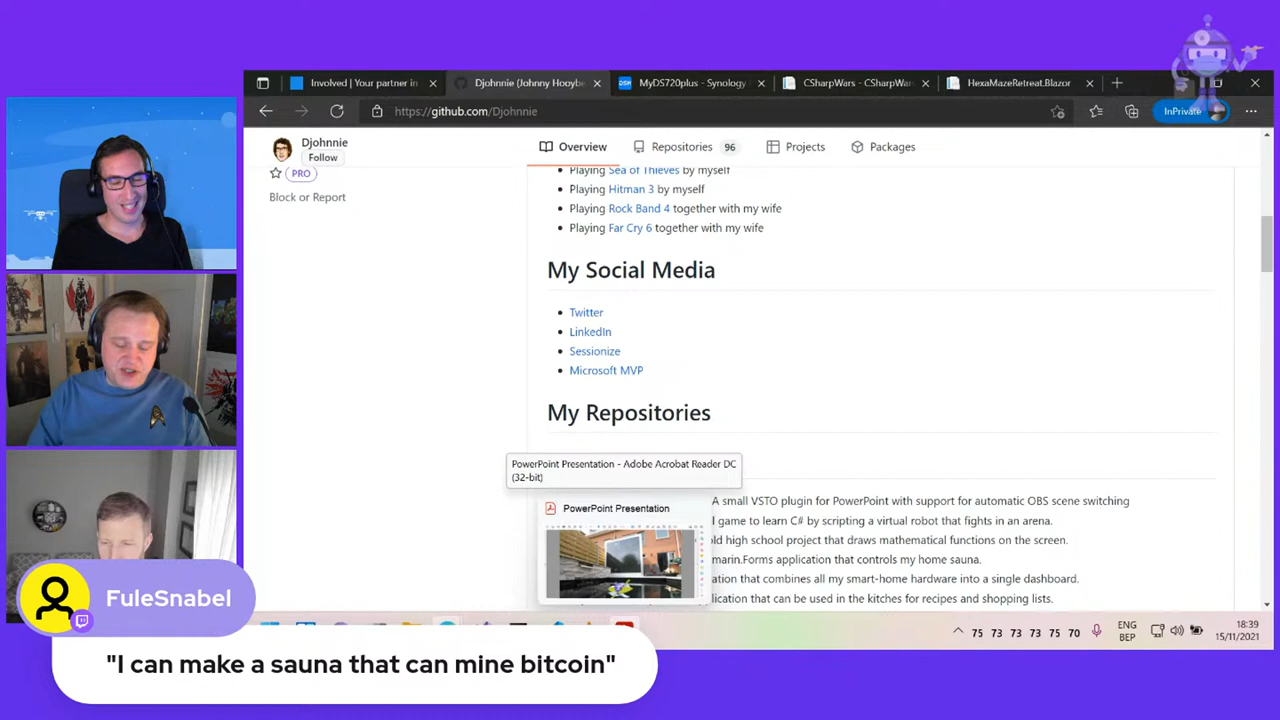 Involved | Your partner in
Djohnnie (Johnny Hooybe
DSM
MyDS720plus - Synology
CSharpWars - CSharpWar
HexaMazeRetreat.Blazor
https://github.com/Djohnnie
InPrivate
Djohnnie
Follow
PRO
Block or Report
Overview
Repositories 96
Projects
Packages
Playing Sea of Thieves by myself
Playing Hitman 3 by myself
Playing Rock Band 4 together with my wife
Playing Far Cry 6 together with my wife
My Social Media
Twitter
LinkedIn
Sessionize
Microsoft MVP
My Repositories
PowerPoint Presentation - Adobe Acrobat Reader DC
(32-bit)
PowerPoint Presentation
A small VSTO plugin for PowerPoint with support for automatic OBS scene switching
l game to learn C# by scripting a virtual robot that fights in an arena.
old high school project that draws mathematical functions on the screen.
marin.Forms application that controls my home sauna.
ation that combines all my smart-home hardware into a single dashboard.
lication that can be used in the kitches for recipes and shopping lists.
75 73 73 73 75 70
ENG
BEP
18:39
15/11/2021
FuleSnabel
"I can make a sauna that can mine bitcoin"